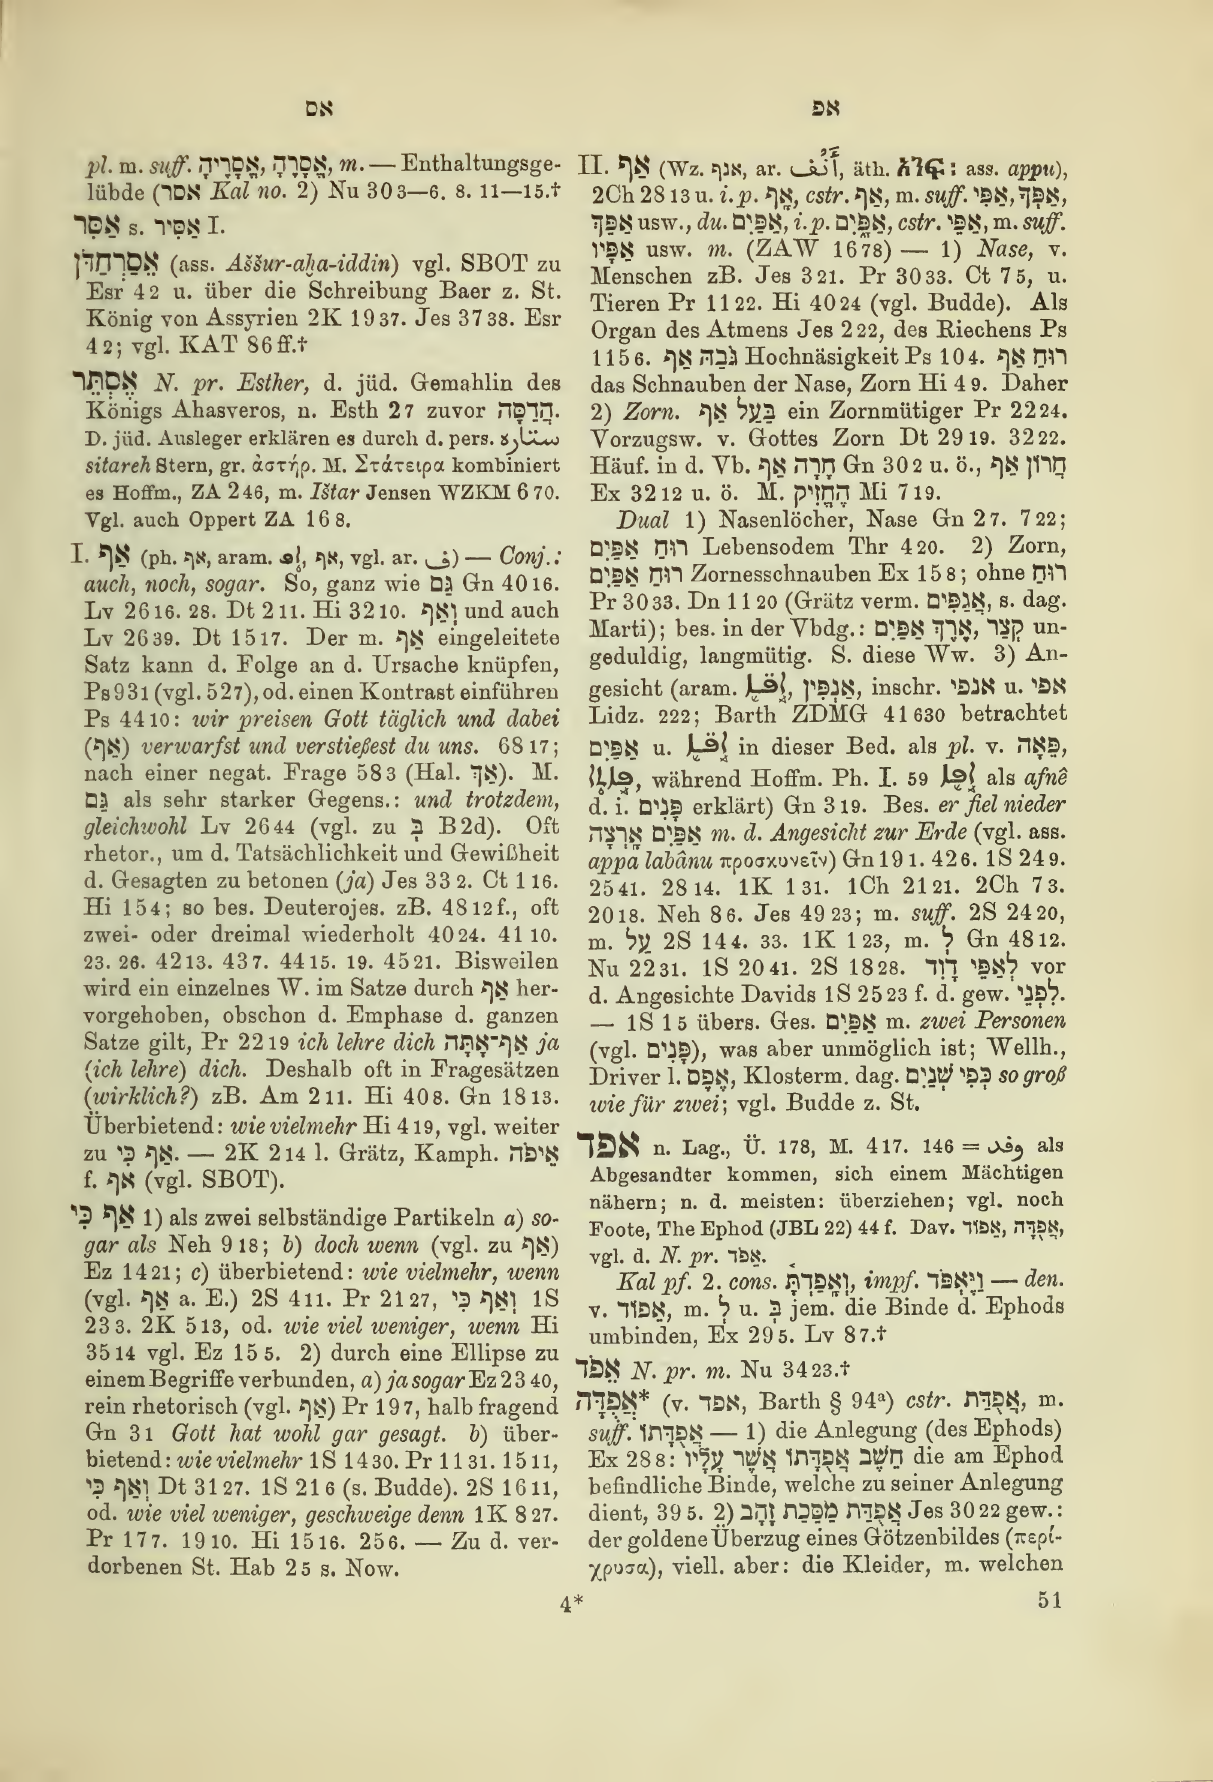 אס
pl. m. suff. אֱסָרֶיהָ, אֱסָרָהּ, m. — Enthaltungsge-
lübde (אסר Kal no. 2) Nu 30 3—6. 8. 11—15.†
אַסִּר s. אַסִּיר I.
אֵסַרְחַדֹּן (ass. Aššur-aḫa-iddin) vgl. SBOT zu
Esr 4 2 u. über die Schreibung Baer z. St.
König von Assyrien 2K 19 37. Jes 37 38. Esr
4 2; vgl. KAT 86 ff.†
אֶסְתֵּר N. pr. Esther, d. jüd. Gemahlin des
Königs Ahasveros, n. Esth 2 7 zuvor הֲדַסָּה.
D. jüd. Ausleger erklären es durch d. pers. ستاره
sitareh Stern, gr. ἀστήρ. M. Στάτειρα kombiniert
es Hoffm., ZA 2 46, m. Ištar Jensen WZKM 6 70.
Vgl. auch Oppert ZA 16 8.
I. אַף (ph. אף, aram. ܐܦ, אף, vgl. ar. ف) — Conj.:
auch, noch, sogar. So, ganz wie גַּם Gn 40 16.
Lv 26 16. 28. Dt 2 11. Hi 32 10. וְאַף und auch
Lv 26 39. Dt 15 17. Der m. אַף eingeleitete
Satz kann d. Folge an d. Ursache knüpfen,
Ps 93 1 (vgl. 52 7), od. einen Kontrast einführen
Ps 44 10: wir preisen Gott täglich und dabei
(אַף) verwarfst und verstießest du uns. 68 17;
nach einer negat. Frage 58 3 (Hal. אַךְ). M.
גַּם als sehr starker Gegens.: und trotzdem,
gleichwohl Lv 26 44 (vgl. zu בְּ B 2d). Oft
rhetor., um d. Tatsächlichkeit und Gewißheit
d. Gesagten zu betonen (ja) Jes 33 2. Ct 1 16.
Hi 15 4; so bes. Deuterojes. zB. 48 12 f., oft
zwei- oder dreimal wiederholt 40 24. 41 10.
23. 26. 42 13. 43 7. 44 15. 19. 45 21. Bisweilen
wird ein einzelnes W. im Satze durch אַף her-
vorgehoben, obschon d. Emphase d. ganzen
Satze gilt, Pr 22 19 ich lehre dich אַף־אָתָּה ja
(ich lehre) dich. Deshalb oft in Fragesätzen
(wirklich?) zB. Am 2 11. Hi 40 8. Gn 18 13.
Überbietend: wie vielmehr Hi 4 19, vgl. weiter
zu אַף כִּי. — 2K 2 14 l. Grätz, Kamph. אֵיפֹה
f. אַף (vgl. SBOT).
אַף כִּי 1) als zwei selbständige Partikeln a) so-
gar als Neh 9 18; b) doch wenn (vgl. zu אַף)
Ez 14 21; c) überbietend: wie vielmehr, wenn
(vgl. אַף a. E.) 2S 4 11. Pr 21 27, וְאַף כִּי 1S
23 3. 2K 5 13, od. wie viel weniger, wenn Hi
35 14 vgl. Ez 15 5. 2) durch eine Ellipse zu
einem Begriffe verbunden, a) ja sogar Ez 23 40,
rein rhetorisch (vgl. אַף) Pr 19 7, halb fragend
Gn 3 1 Gott hat wohl gar gesagt. b) über-
bietend: wie vielmehr 1S 14 30. Pr 11 31. 15 11,
וְאַף כִּי Dt 31 27. 1S 21 6 (s. Budde). 2S 16 11,
od. wie viel weniger, geschweige denn 1K 8 27.
Pr 17 7. 19 10. Hi 15 16. 25 6. — Zu d. ver-
dorbenen St. Hab 2 5 s. Now.
אפ
II. אַף (Wz. אנף, ar. أَنْفٌ, äth. አንፍ፡ ass. appu),
2Ch 28 13 u. i. p. אָף, cstr. אַף, m. suff. אַפִּי, אַפֶּךָ,
אַפְּךָ usw., du. אַפַּיִם, i. p. אַפָּיִם, cstr. אַפֵּי, m. suff.
אַפָּיו usw. m. (ZAW 16 78) — 1) Nase, v.
Menschen zB. Jes 3 21. Pr 30 33. Ct 7 5, u.
Tieren Pr 11 22. Hi 40 24 (vgl. Budde). Als
Organ des Atmens Jes 2 22, des Riechens Ps
115 6. גֹּבַהּ אַף Hochnäsigkeit Ps 10 4. רוּחַ אַף
das Schnauben der Nase, Zorn Hi 4 9. Daher
2) Zorn. בַּעַל אַף ein Zornmütiger Pr 22 24.
Vorzugsw. v. Gottes Zorn Dt 29 19. 32 22.
Häuf. in d. Vb. חָרָה אַף Gn 30 2 u. ö., חֲרוֹן אַף
Ex 32 12 u. ö. M. הֶחֱזִיק Mi 7 19.
Dual 1) Nasenlöcher, Nase Gn 2 7. 7 22;
רוּחַ אַפַּיִם Lebensodem Thr 4 20. 2) Zorn,
רוּחַ אַפַּיִם Zornesschnauben Ex 15 8; ohne רוּחַ
Pr 30 33. Dn 11 20 (Grätz verm. אֲגַפַּיִם, s. dag.
Marti); bes. in der Vbdg.: קְצַר, אֶרֶךְ אַפַּיִם un-
geduldig, langmütig. S. diese Ww. 3) An-
gesicht (aram. ܐܦܐ, אַנְפִּין, inschr. אנפי u. אפי
Lidz. 222; Barth ZDMG 41 630 betrachtet
אַפַּיִם u. ܐܦܐ in dieser Bed. als pl. v. פֵּאָה,
während Hoffm. Ph. I. 59 ܐܦܐ als afnê
d. i. פָּנִים erklärt) Gn 3 19. Bes. er fiel nieder
אַפַּיִם אָרְצָה m. d. Angesicht zur Erde (vgl. ass.
appa labânu προσκυνεῖν) Gn 19 1. 42 6. 1S 24 9.
25 41. 28 14. 1K 1 31. 1Ch 21 21. 2Ch 7 3.
20 18. Neh 8 6. Jes 49 23; m. suff. 2S 24 20,
m. עַל 2S 14 4. 33. 1K 1 23, m. לְ Gn 48 12.
Nu 22 31. 1S 20 41. 2S 18 28. לְאַפֵּי דָוִד vor
d. Angesichte Davids 1S 25 23 f. d. gew. לִפְנֵי.
— 1S 1 5 übers. Ges. אַפַּיִם m. zwei Personen
(vgl. פָּנִים), was aber unmöglich ist; Wellh.,
Driver l. אֶפֶס, Klosterm. dag. כְּפִי שְׁנַיִם so groß
wie für zwei; vgl. Budde z. St.
אפד n. Lag., Ü. 178, M. 4 17. 146 = وفد als
Abgesandter kommen, sich einem Mächtigen
nähern; n. d. meisten: überziehen; vgl. noch
Foote, The Ephod (JBL 22) 44 f. Dav. אֵפוֹד, אֲפֻדָּה,
vgl. d. N. pr. אֵפֹד.
Kal pf. 2. cons. וְאָפַדְתָּ, impf. וַיֶּאְפֹּד — den.
v. אֵפוֹד, m. לְ u. בְּ jem. die Binde d. Ephods
umbinden, Ex 29 5. Lv 8 7.†
אֵפֹד N. pr. m. Nu 34 23.†
אֲפֻדָּה* (v. אפד, Barth § 94ᵃ) cstr. אֲפֻדַּת, m.
suff. אֲפֻדָּתוֹ — 1) die Anlegung (des Ephods)
Ex 28 8: חֵשֶׁב אֲפֻדָּתוֹ אֲשֶׁר עָלָיו die am Ephod
befindliche Binde, welche zu seiner Anlegung
dient, 39 5. 2) אֲפֻדַּת מַסֵּכַת זָהָב Jes 30 22 gew.:
der goldene Überzug eines Götzenbildes (περί-
χρυσα), viell. aber: die Kleider, m. welchen
4*
51